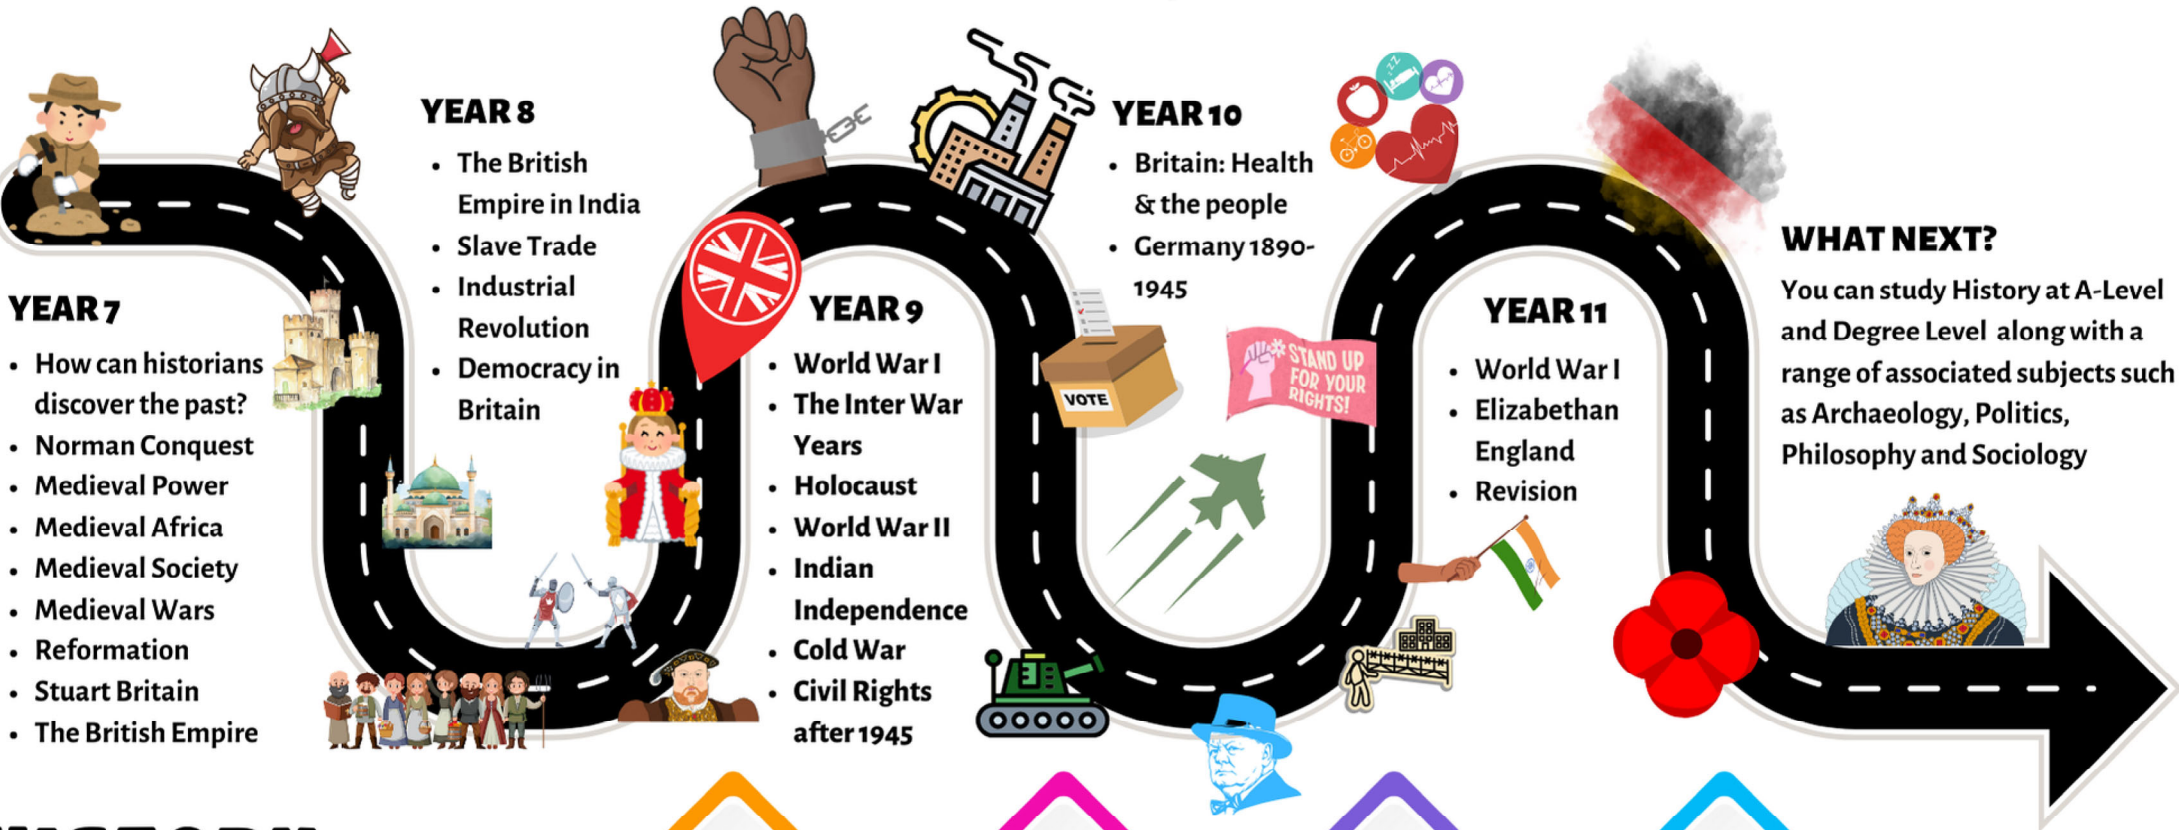 YEAR 7
• How can historians
discover the past?
• Norman Conquest
• Medieval Power
• Medieval Africa
• Medieval Society
• Medieval Wars
• Reformation
• Stuart Britain
• The British Empire
YEAR 8
• The British
Empire in India
• Slave Trade
• Industrial
Revolution
• Democracy in
Britain
YEAR 9
• World War I
• The Inter War
Years
• Holocaust
• World War II
• Indian
Independence
• Cold War
• Civil Rights
after 1945
YEAR 10
• Britain: Health
& the people
• Germany 1890-
1945
VOTE
STAND UP
FOR YOUR
RIGHTS!
YEAR 11
• World War I
• Elizabethan
England
• Revision
WHAT NEXT?
You can study History at A-Level
and Degree Level along with a
range of associated subjects such
as Archaeology, Politics,
Philosophy and Sociology